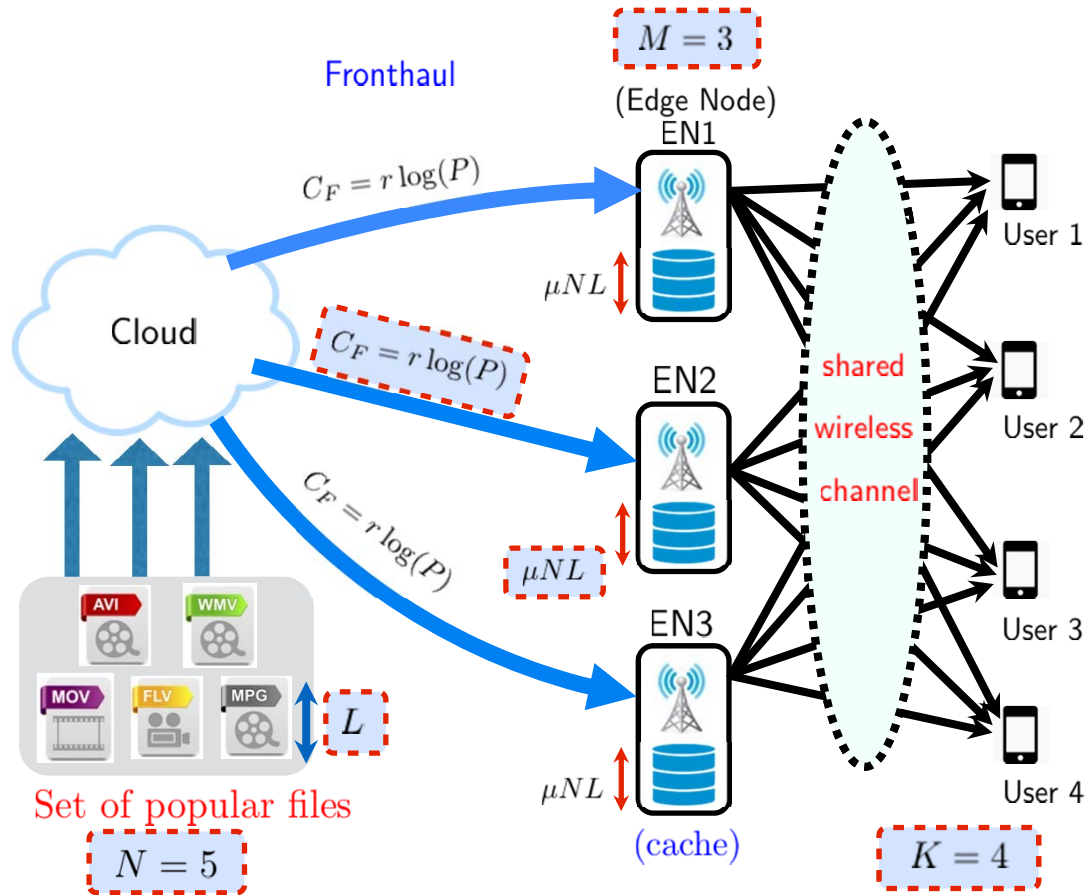 M = 3
Fronthaul
(Edge Node)
EN1
C_F = r log(P)
μNL
User 1
Cloud
C_F = r log(P)
EN2
shared
wireless
channel
User 2
C_F = r log(P)
μNL
EN3
User 3
AVI
WMV
MOV
FLV
MPG
L
μNL
User 4
Set of popular files
(cache)
N = 5
K = 4